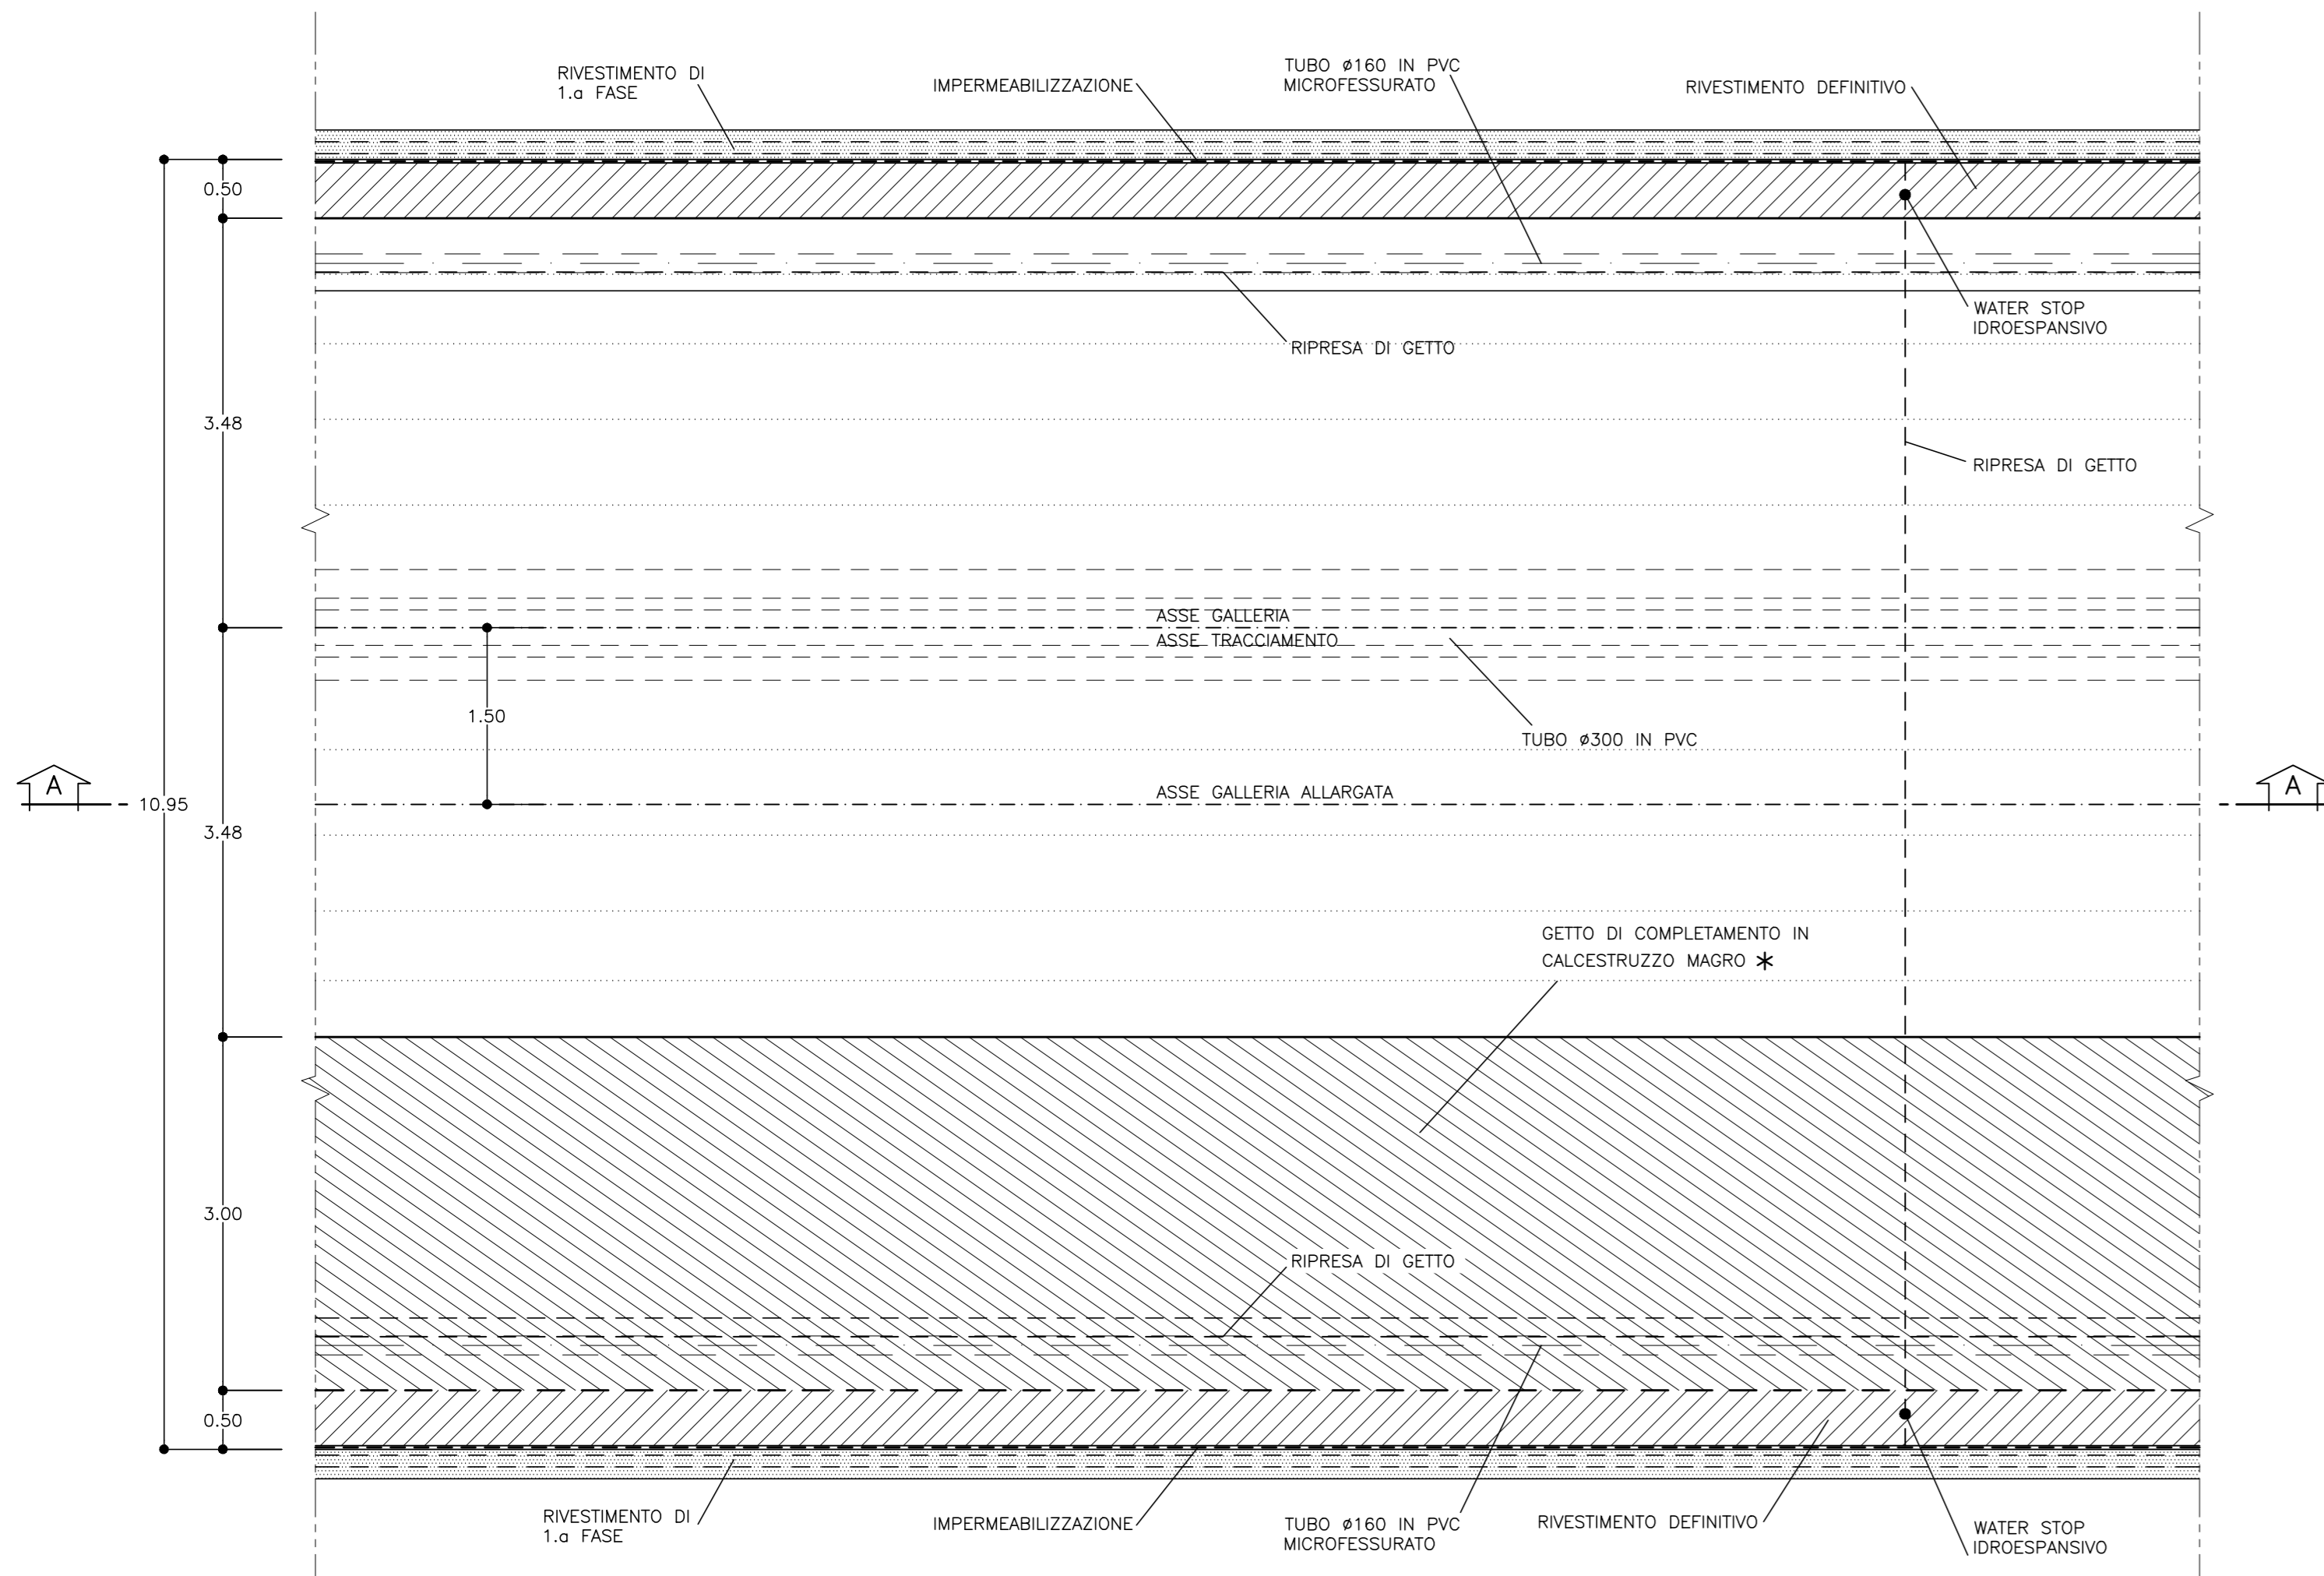 RIVESTIMENTO DI
1.a FASE
IMPERMEABILIZZAZIONE
TUBO ø160 IN PVC
MICROFESSURATO
RIVESTIMENTO DEFINITIVO
0.50
WATER STOP
IDROESPANSIVO
RIPRESA DI GETTO
3.48
RIPRESA DI GETTO
ASSE GALLERIA
ASSE TRACCIAMENTO
1.50
TUBO ø300 IN PVC
A
A
ASSE GALLERIA ALLARGATA
10.95
3.48
GETTO DI COMPLETAMENTO IN
CALCESTRUZZO MAGRO *
3.00
RIPRESA DI GETTO
0.50
RIVESTIMENTO DI
1.a FASE
IMPERMEABILIZZAZIONE
TUBO ø160 IN PVC
MICROFESSURATO
RIVESTIMENTO DEFINITIVO
WATER STOP
IDROESPANSIVO